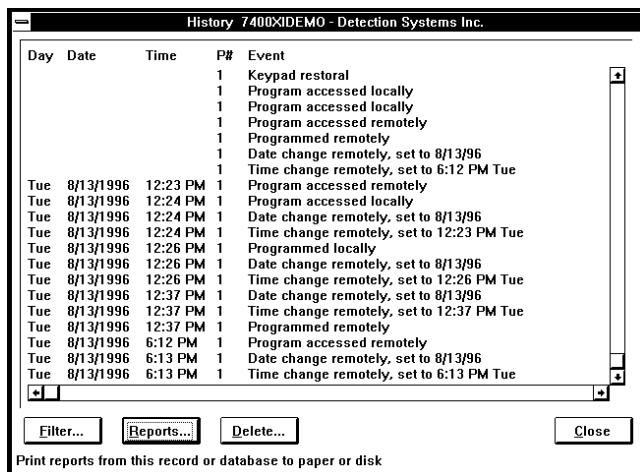 History 7400XIDEMO - Detection Systems Inc.
Day Date Time P# Event
1 Keypad restoral
1 Program accessed locally
1 Program accessed locally
1 Program accessed remotely
1 Programmed remotely
1 Date change remotely, set to 8/13/96
1 Time change remotely, set to 6:12 PM Tue
Tue 8/13/1996 12:23 PM 1 Program accessed remotely
Tue 8/13/1996 12:24 PM 1 Program accessed locally
Tue 8/13/1996 12:24 PM 1 Date change remotely, set to 8/13/96
Tue 8/13/1996 12:24 PM 1 Time change remotely, set to 12:23 PM Tue
Tue 8/13/1996 12:26 PM 1 Programmed locally
Tue 8/13/1996 12:26 PM 1 Date change remotely, set to 8/13/96
Tue 8/13/1996 12:26 PM 1 Time change remotely, set to 12:26 PM Tue
Tue 8/13/1996 12:37 PM 1 Date change remotely, set to 8/13/96
Tue 8/13/1996 12:37 PM 1 Time change remotely, set to 12:37 PM Tue
Tue 8/13/1996 12:37 PM 1 Programmed remotely
Tue 8/13/1996 6:12 PM 1 Program accessed remotely
Tue 8/13/1996 6:13 PM 1 Date change remotely, set to 8/13/96
Tue 8/13/1996 6:13 PM 1 Time change remotely, set to 6:13 PM Tue
Filter... Reports... Delete... Close
Print reports from this record or database to paper or disk